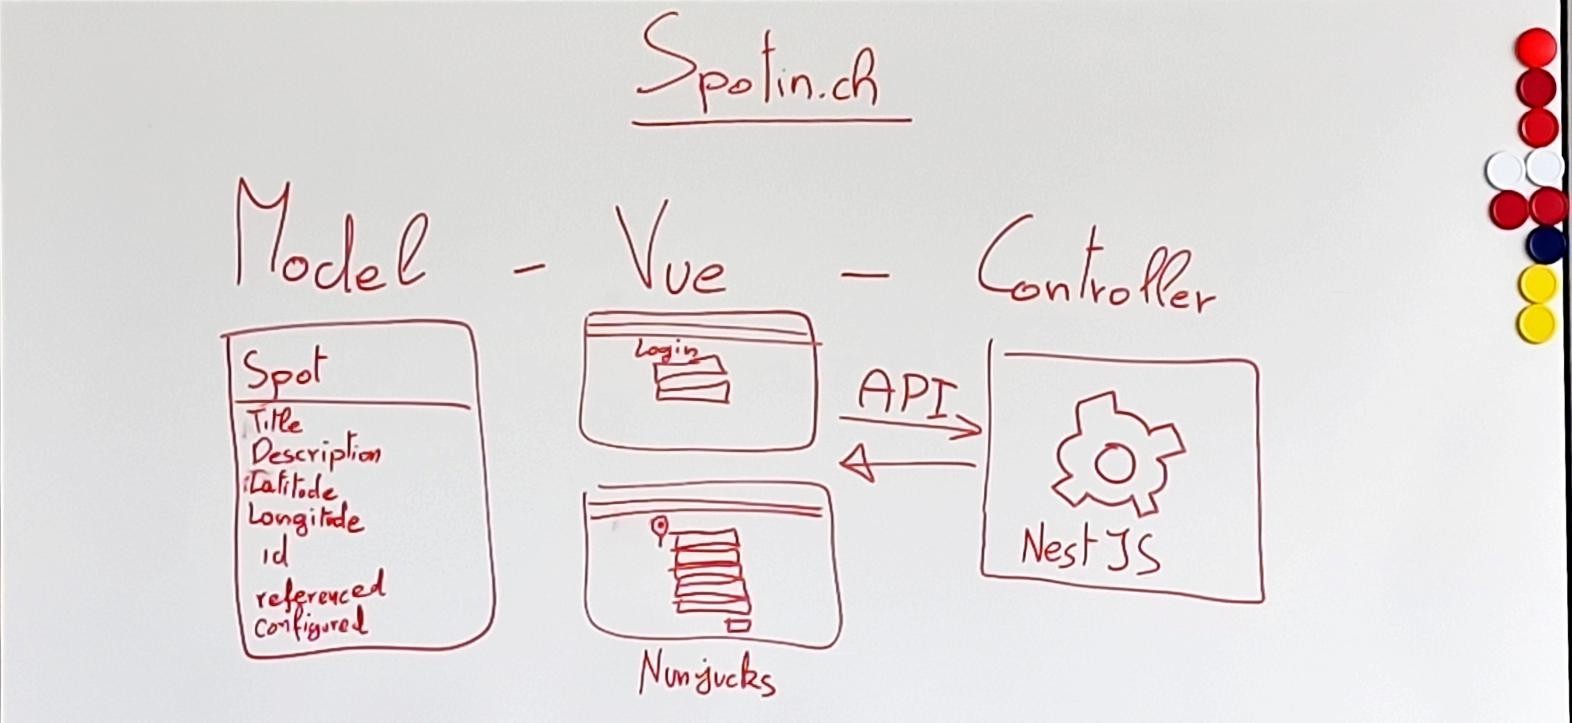 Spotin.ch
Model - Vue - Controller
Spot
Title
Description
Latitude
Longitude
id
referenced
configured
Login
Nunjucks
API
NestJS